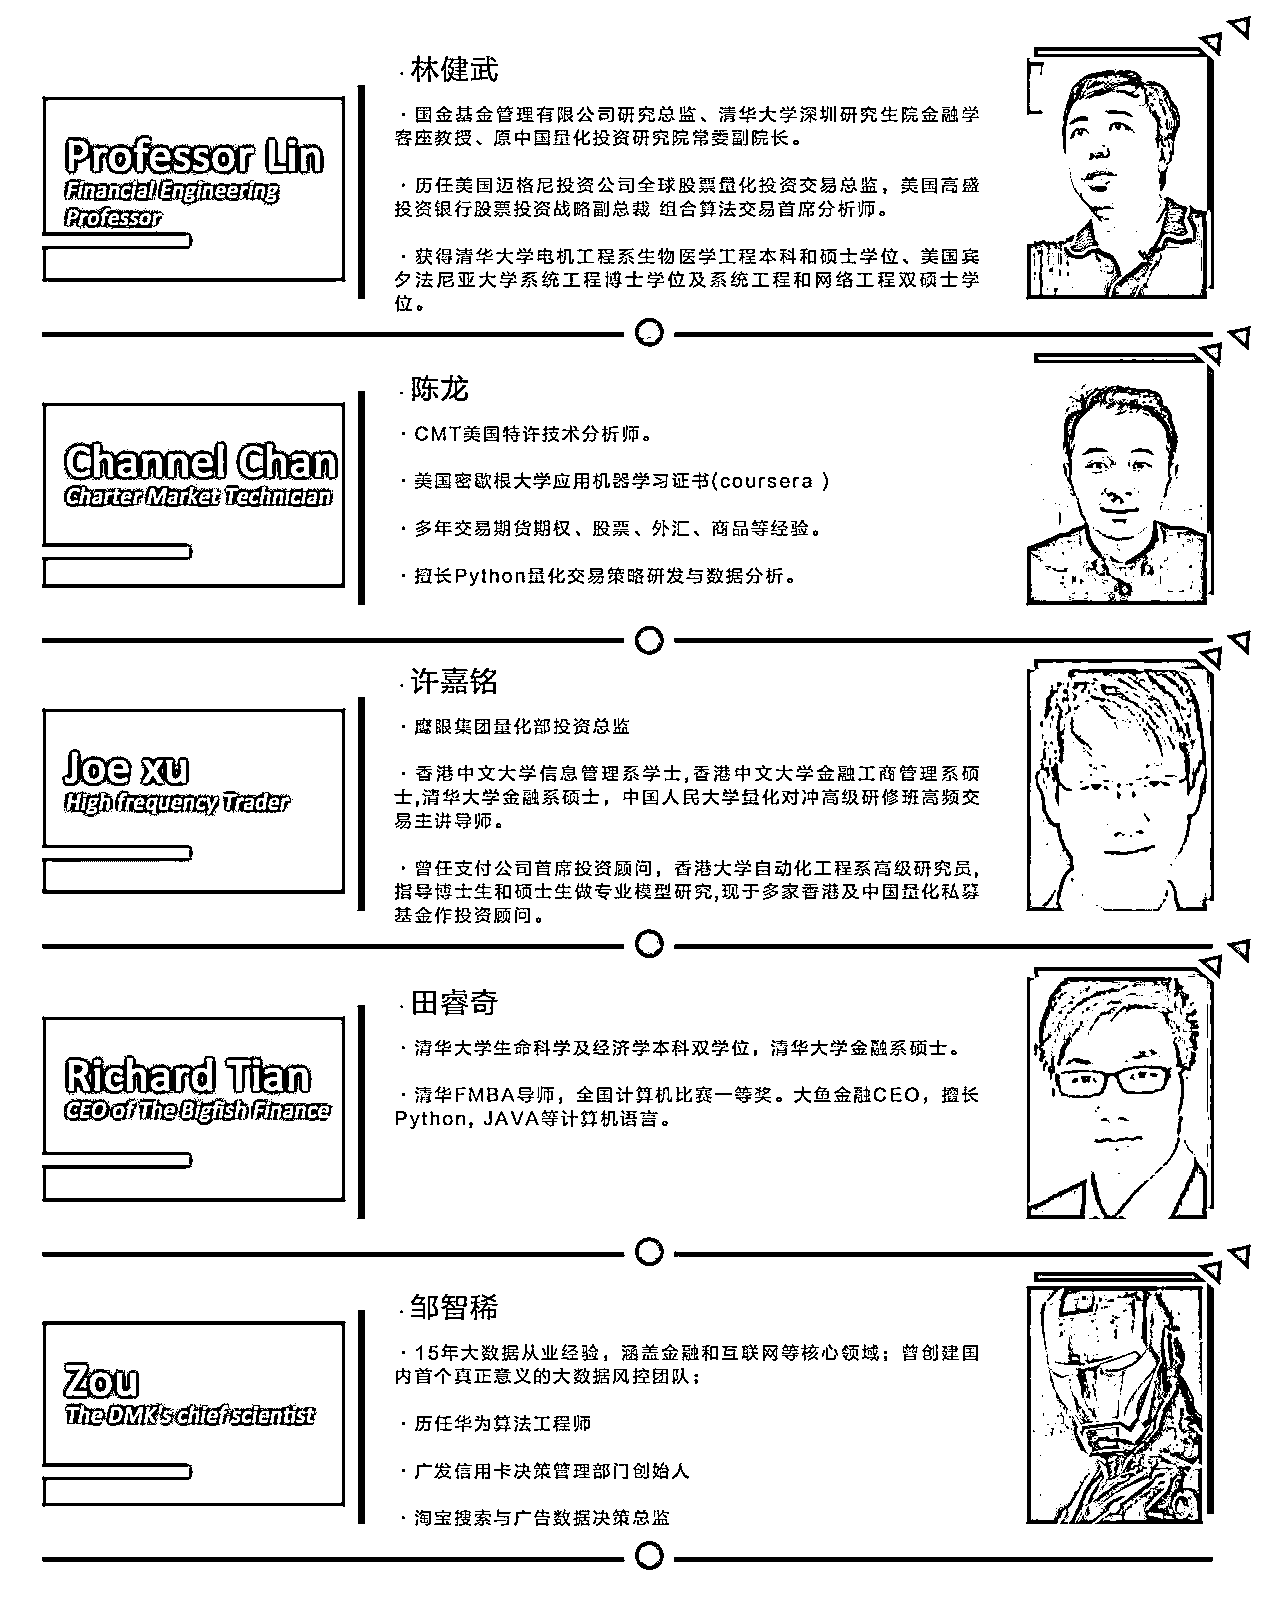 Professor Lin
Financial Engineering
Professor
· 林健武
· 国金基金管理有限公司研究总监、清华大学深圳研究生院金融学
客座教授、原中国量化投资研究院常委副院长。
· 历任美国迈格尼投资公司全球股票量化投资交易总监，美国高盛
投资银行股票投资战略副总裁 组合算法交易首席分析师。
· 获得清华大学电机工程系生物医学工程本科和硕士学位、美国宾
夕法尼亚大学系统工程博士学位及系统工程和网络工程双硕士学
位。
Channel Chan
Charter Market Technician
· 陈龙
· CMT美国特许技术分析师。
· 美国密歇根大学应用机器学习证书(coursera )
· 多年交易期货期权、股票、外汇、商品等经验。
· 擅长Python量化交易策略研发与数据分析。
Joe xu
High frequency Trader
· 许嘉铭
· 鹰眼集团量化部投资总监
· 香港中文大学信息管理系学士,香港中文大学金融工商管理系硕
士,清华大学金融系硕士，中国人民大学量化对冲高级研修班高频交
易主讲导师。
· 曾任支付公司首席投资顾问，香港大学自动化工程系高级研究员,
指导博士生和硕士生做专业模型研究,现于多家香港及中国量化私募
基金作投资顾问。
Richard Tian
CEO of The Bigfish Finance
· 田睿奇
· 清华大学生命科学及经济学本科双学位，清华大学金融系硕士。
· 清华FMBA导师，全国计算机比赛一等奖。大鱼金融CEO，擅长
Python, JAVA等计算机语言。
Zou
The DMK's chief scientist
· 邹智稀
· 15年大数据从业经验，涵盖金融和互联网等核心领域；曾创建国
内首个真正意义的大数据风控团队；
· 历任华为算法工程师
· 广发信用卡决策管理部门创始人
· 淘宝搜索与广告数据决策总监